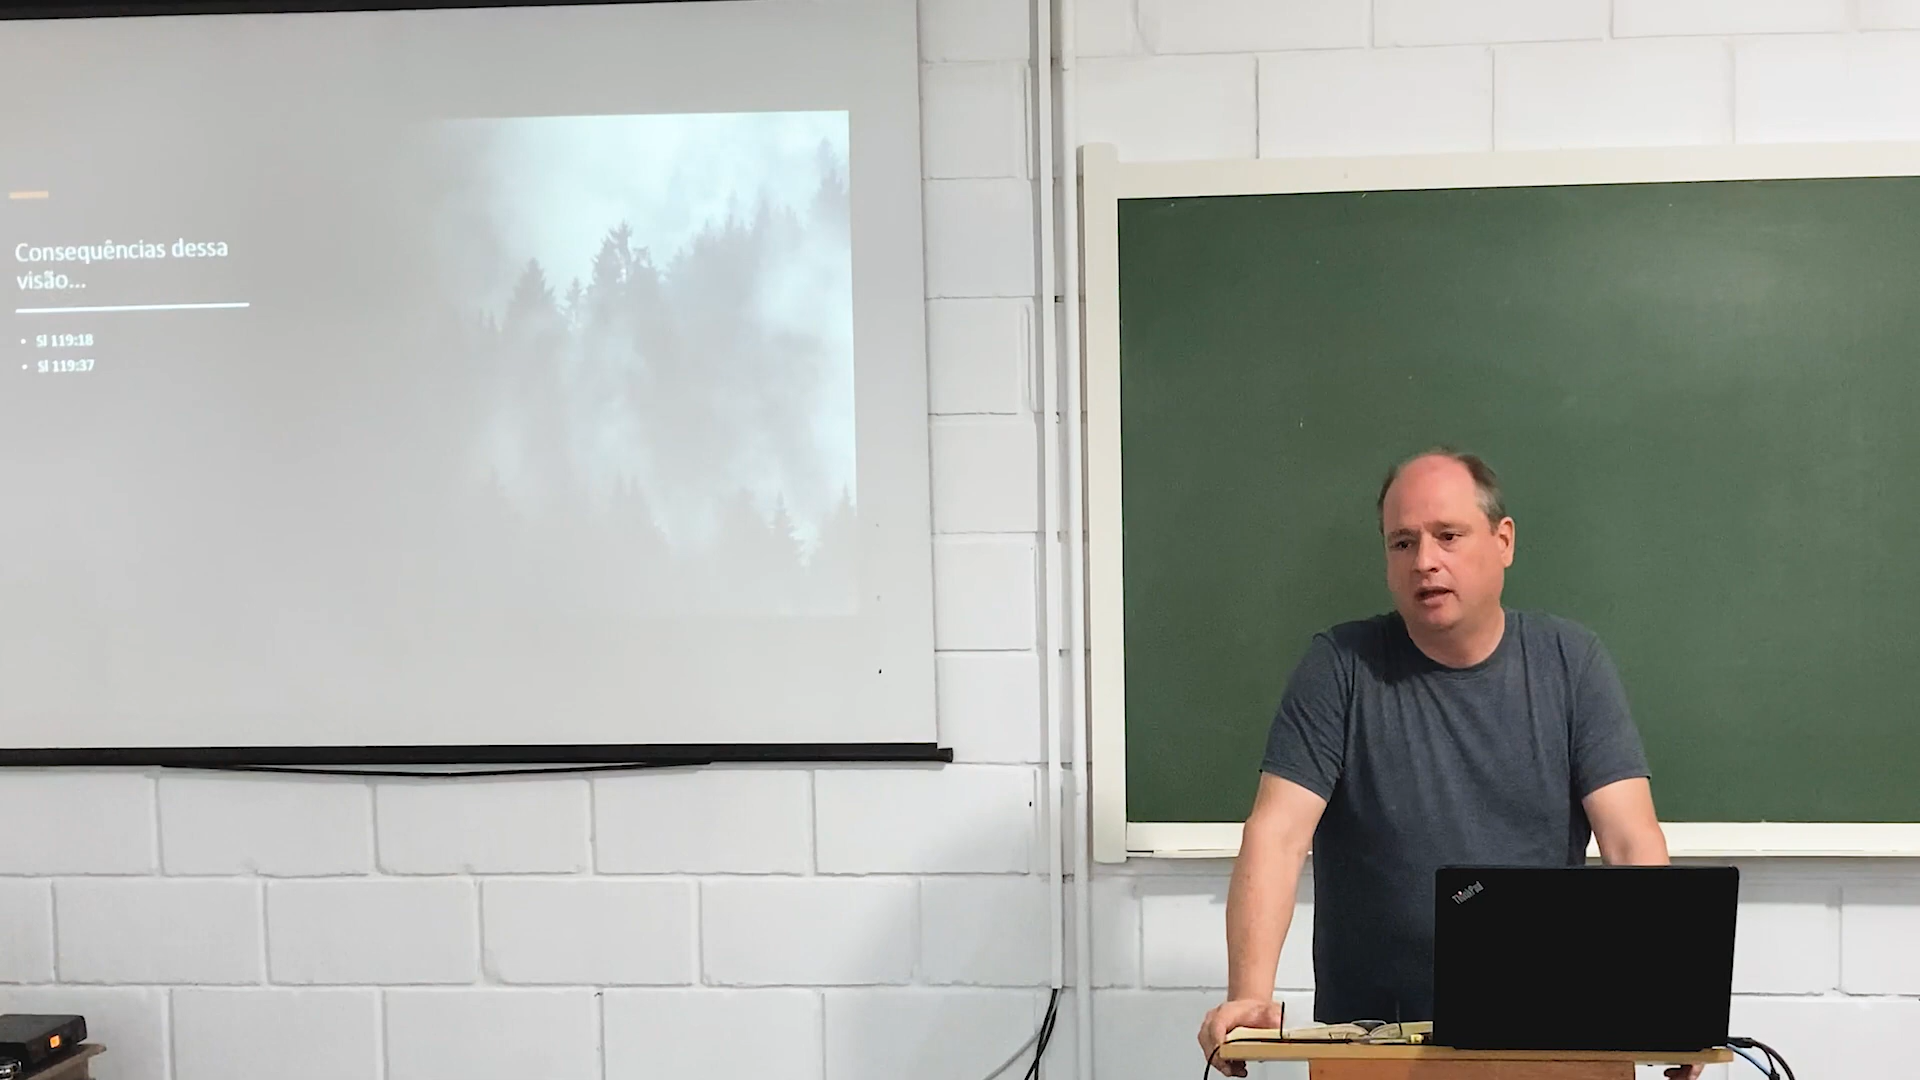 Consequências dessa
visão...
• Sl 119:18
• Sl 119:37
ThinkPad